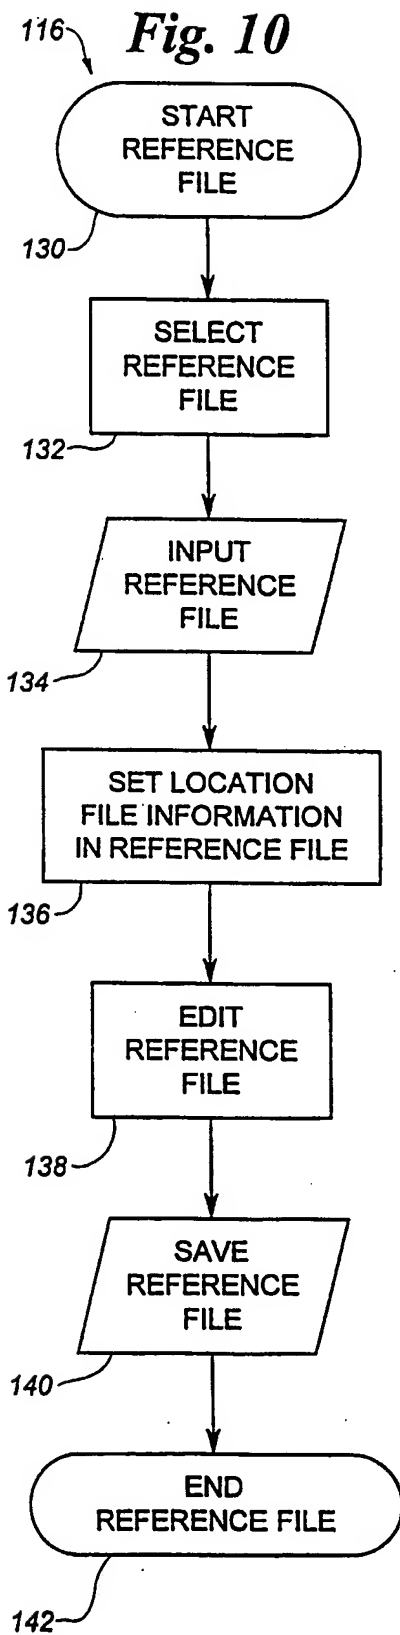 116
Fig. 10
START
REFERENCE
FILE
130
SELECT
REFERENCE
FILE
132
INPUT
REFERENCE
FILE
134
SET LOCATION
FILE INFORMATION
IN REFERENCE FILE
136
EDIT
REFERENCE
FILE
138
SAVE
REFERENCE
FILE
140
END
REFERENCE FILE
142